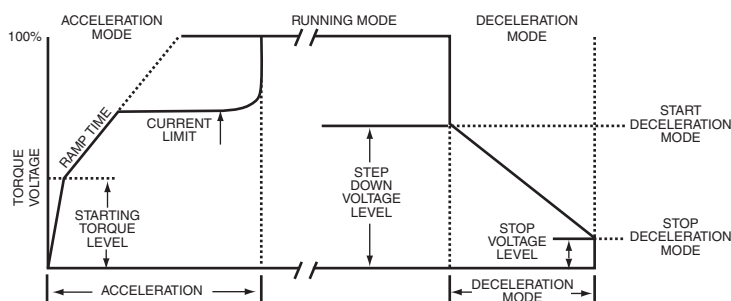 ACCELERATION
MODE
RUNNING MODE
DECELERATION
MODE
100%
TORQUE
VOLTAGE
RAMP TIME
CURRENT
LIMIT
STARTING
TORQUE
LEVEL
STEP
DOWN
VOLTAGE
LEVEL
STOP
VOLTAGE
LEVEL
START
DECELERATION
MODE
STOP
DECELERATION
MODE
ACCELERATION
DECELERATION
MODE